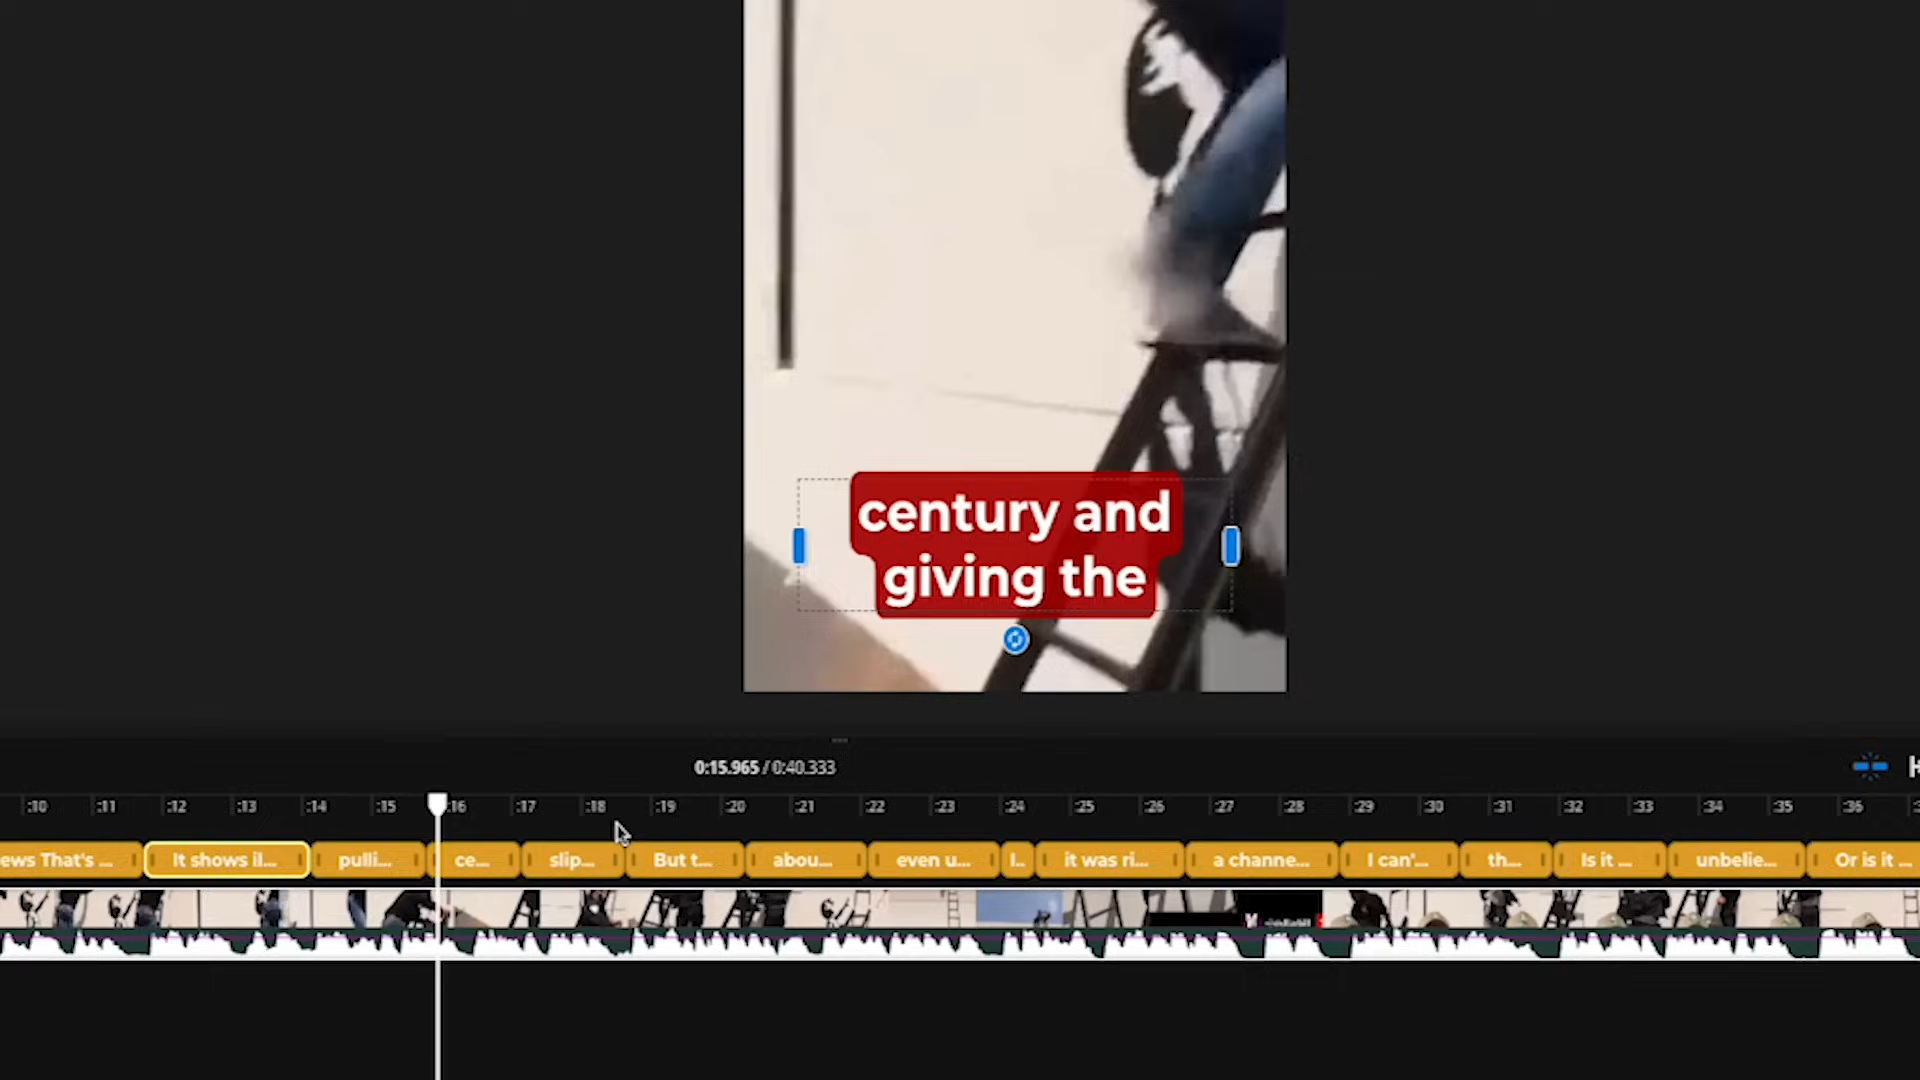 century and
giving the
0:15.965 / 0:40.333
:10 :11 :12 :13 :14 :15 :16 :17 :18 :19 :20 :21 :22 :23 :24 :25 :26 :27 :28 :29 :30 :31 :32 :33 :34 :35 :36
ews That's ... It shows il... pulli... ce... slip... But t... abou... even u... I.. it was ri... a channe... I can'... th... Is it ... unbelie... Or is it ...